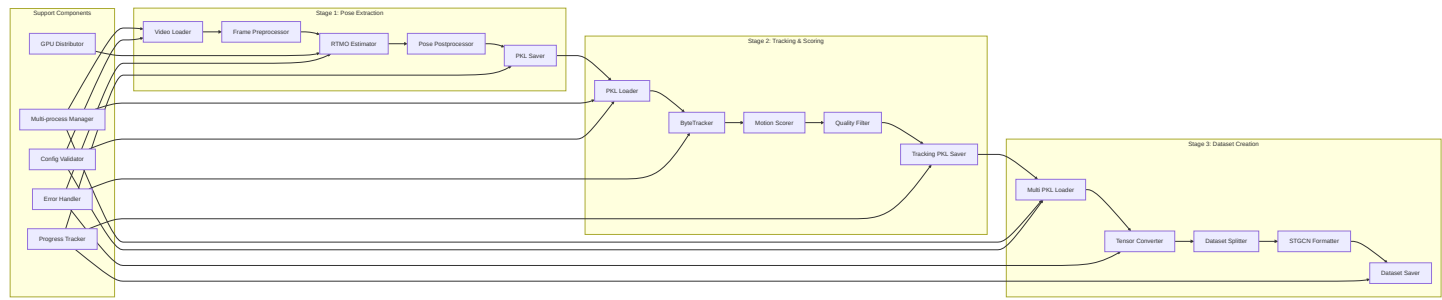 Support Components
GPU Distributor
Multi-process Manager
Config Validator
Error Handler
Progress Tracker
Stage 1: Pose Extraction
Video Loader
Frame Preprocessor
RTMO Estimator
Pose Postprocessor
PKL Saver
Stage 2: Tracking & Scoring
PKL Loader
ByteTracker
Motion Scorer
Quality Filter
Tracking PKL Saver
Stage 3: Dataset Creation
Multi PKL Loader
Tensor Converter
Dataset Splitter
STGCN Formatter
Dataset Saver